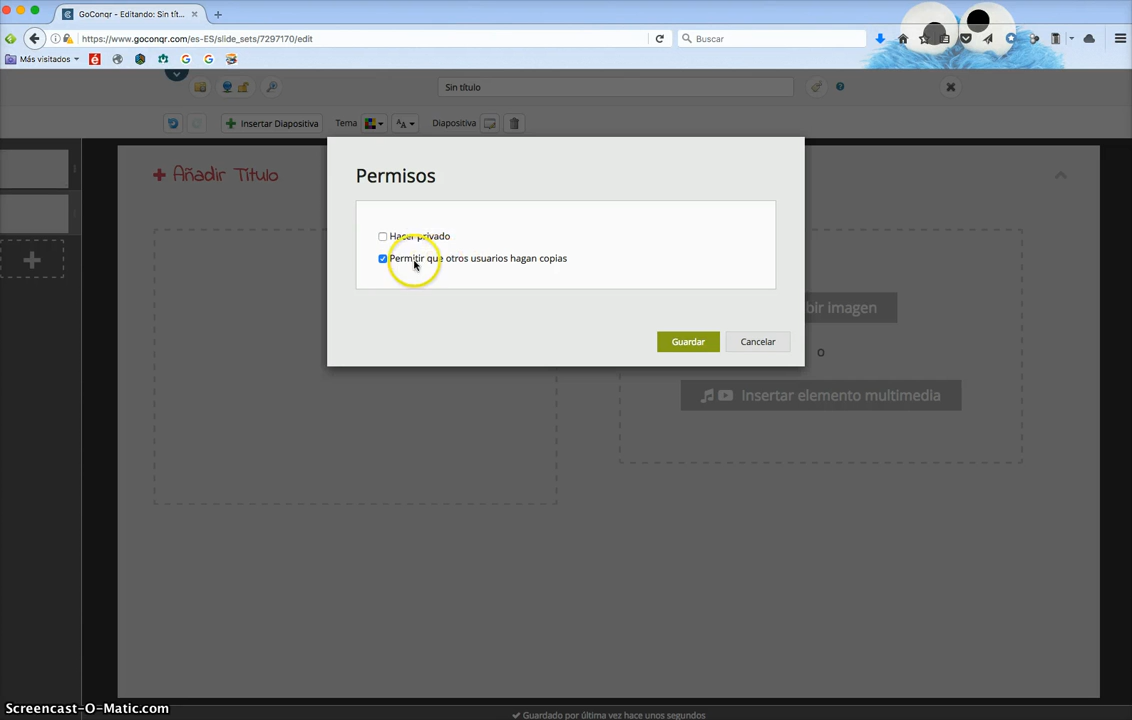 GoConqr - Editando: Sin tít...
https://www.goconqr.com/es-ES/slide_sets/7297170/edit
Buscar
Más visitados
Sin título
Insertar Diapositiva
Tema
Diapositiva
Permisos
Añadir Título
Hacer privado
Permitir que otros usuarios hagan copias
bir imagen
Guardar
Cancelar
o
Insertar elemento multimedia
Screencast-O-Matic.com
Guardado por última vez hace unos segundos